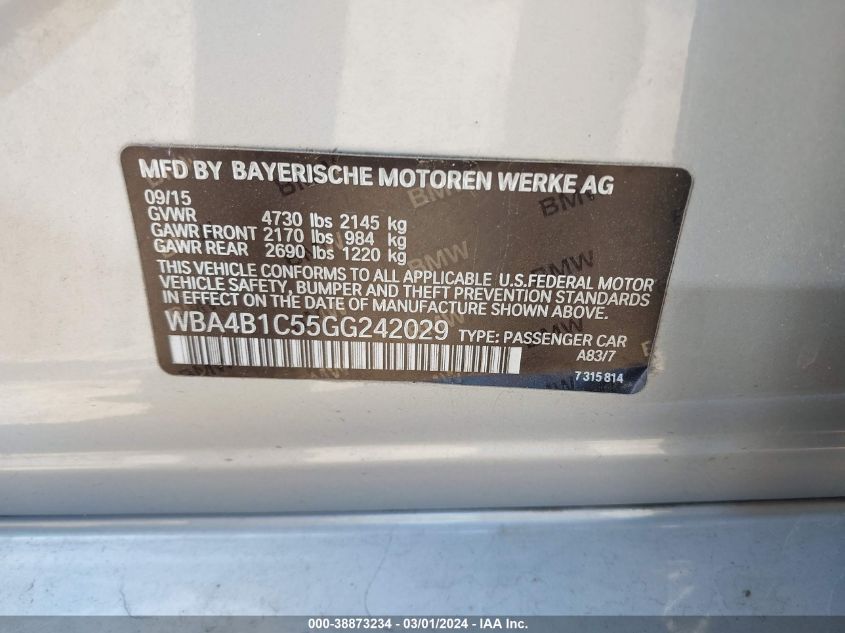 MFD BY BAYERISCHE MOTOREN WERKE AG
09/15
GVWR 4730 lbs 2145 kg
GAWR FRONT 2170 lbs 984 kg
GAWR REAR 2690 lbs 1220 kg
THIS VEHICLE CONFORMS TO ALL APPLICABLE U.S.FEDERAL MOTOR
VEHICLE SAFETY, BUMPER AND THEFT PREVENTION STANDARDS
IN EFFECT ON THE DATE OF MANUFACTURE SHOWN ABOVE.
WBA4B1C55GG242029 TYPE: PASSENGER CAR
A83/7
7 315 814
000-38873234 - 03/01/2024 - IAAI Inc.